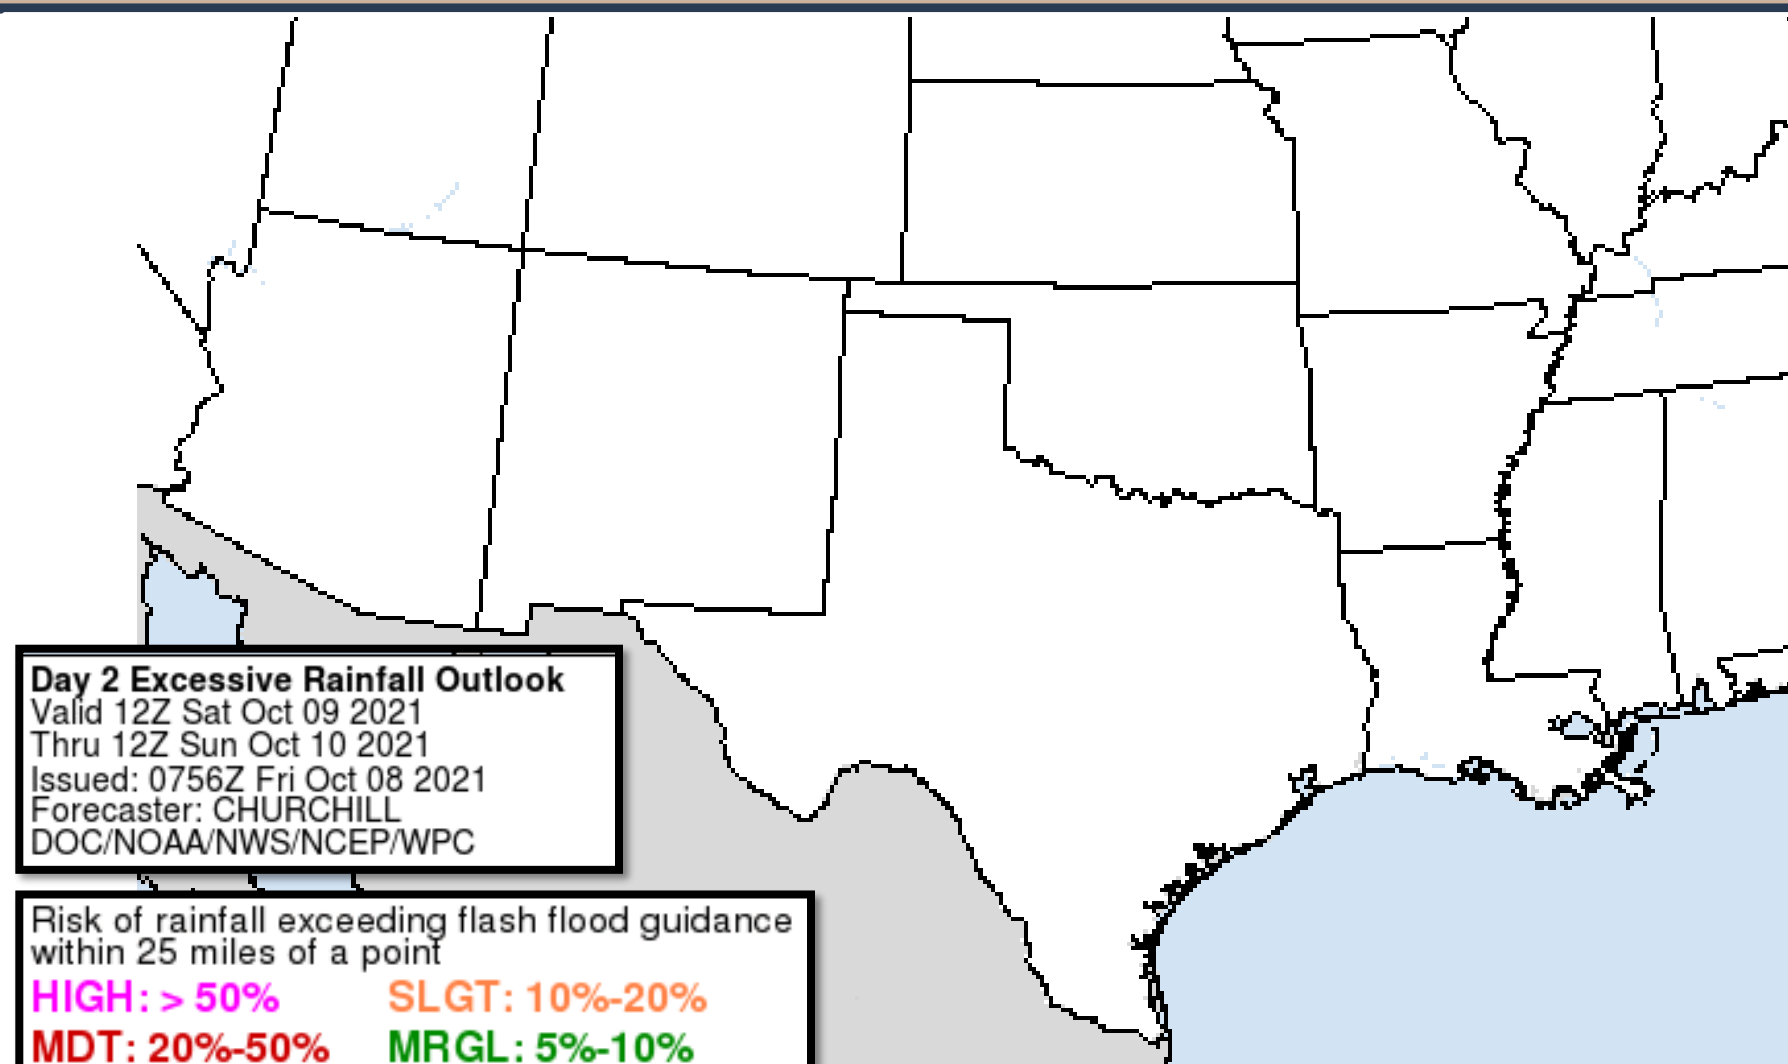 Day 2 Excessive Rainfall Outlook
Valid 12Z Sat Oct 09 2021
Thru 12Z Sun Oct 10 2021
Issued: 0756Z Fri Oct 08 2021
Forecaster: CHURCHILL
DOC/NOAA/NWS/NCEP/WPC
Risk of rainfall exceeding flash flood guidance
within 25 miles of a point
HIGH: > 50% SLGT: 10%-20%
MDT: 20%-50% MRGL: 5%-10%